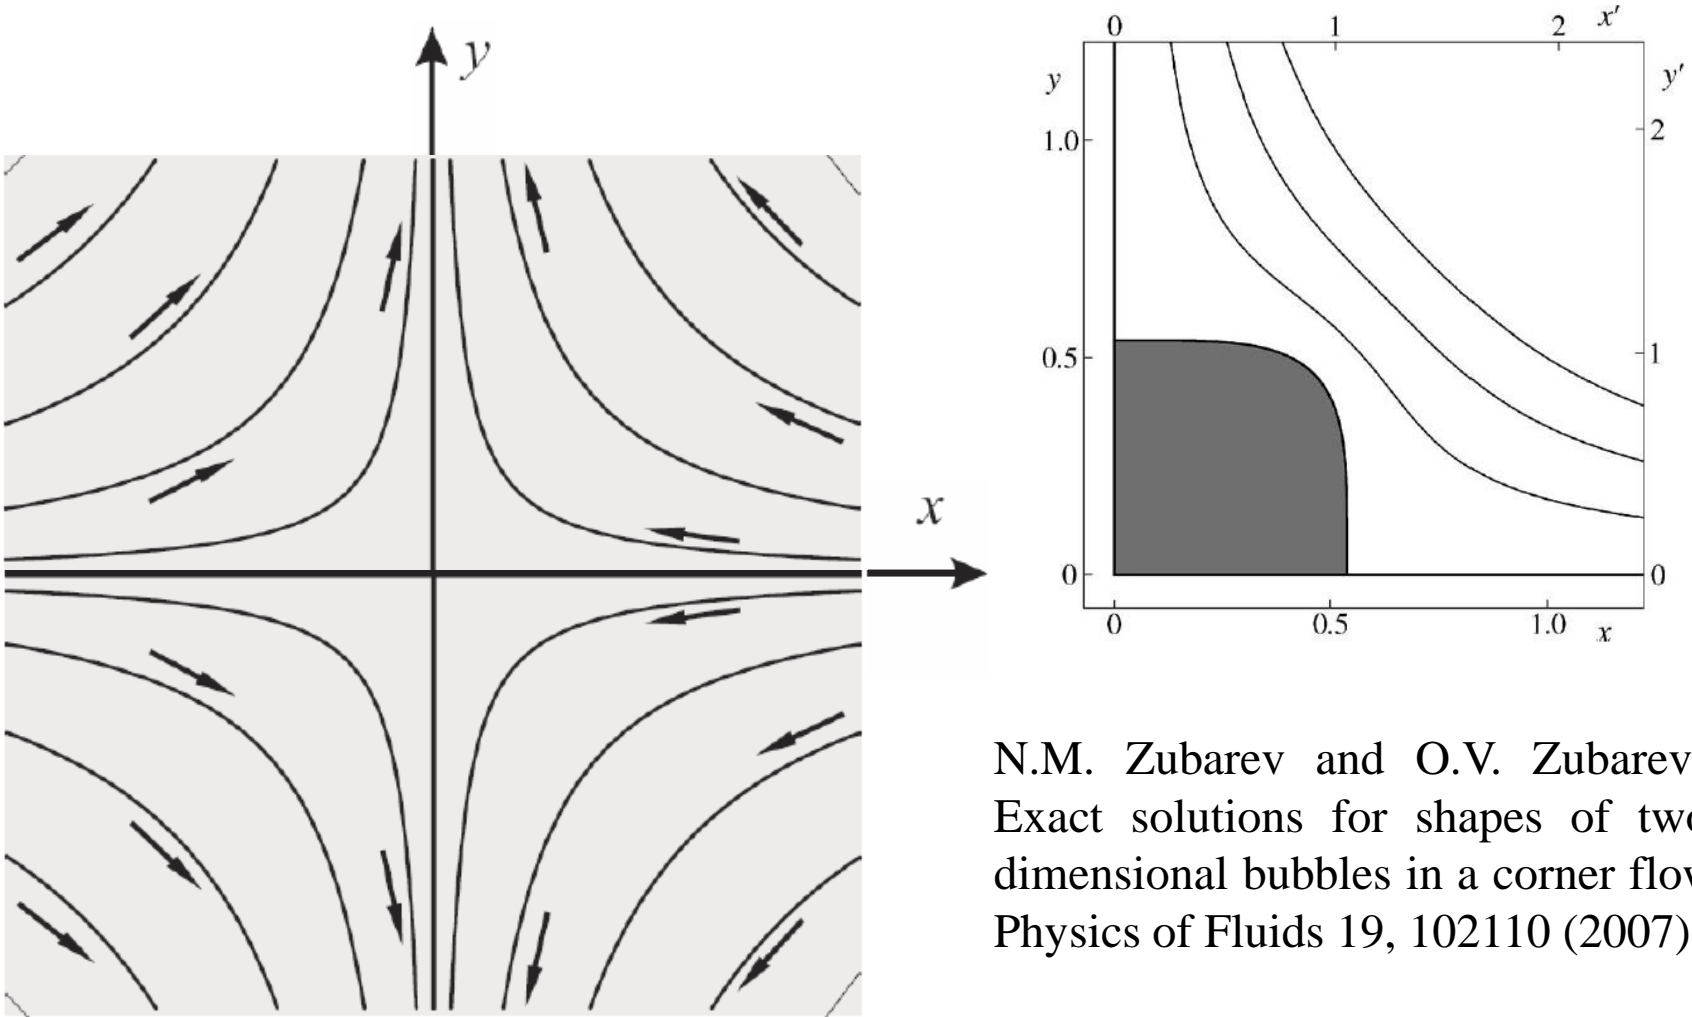 y
x
0 1 2 x′
y y′
1.0 2
0.5 1
0 0
0 0.5 1.0 x
N.M. Zubarev and O.V. Zubarev
Exact solutions for shapes of two
dimensional bubbles in a corner flow
Physics of Fluids 19, 102110 (2007)